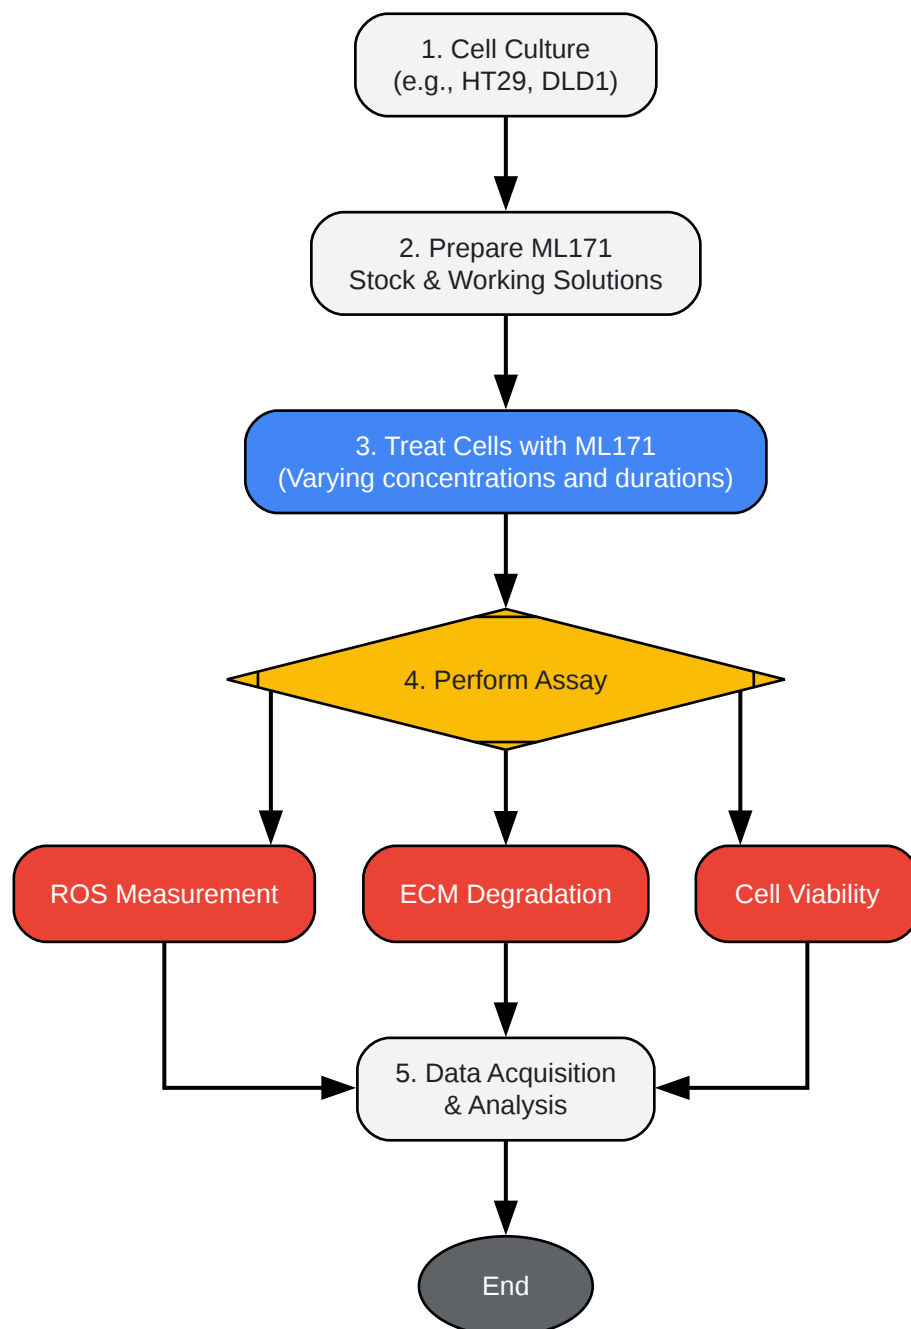 1. Cell Culture
(e.g., HT29, DLD1)
2. Prepare ML171
Stock & Working Solutions
3. Treat Cells with ML171
(Varying concentrations and durations)
4. Perform Assay
ROS Measurement
ECM Degradation
Cell Viability
5. Data Acquisition
& Analysis
End